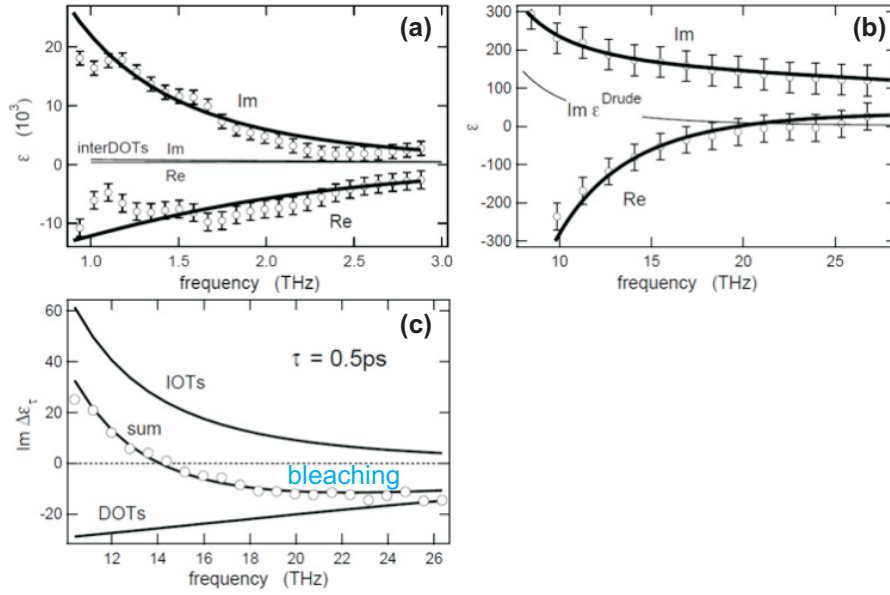 (a)
20
10
0
-10
ε (10³)
Im
interDOTs
Im
Re
Re
1.0
1.5
2.0
2.5
3.0
frequency (THz)
(b)
300
200
100
0
-100
-200
-300
ε
Im
Im ε^Drude
Re
10
15
20
25
frequency (THz)
(c)
60
40
20
0
-20
Im Δε_τ
τ = 0.5ps
IOTs
sum
bleaching
DOTs
12
14
16
18
20
22
24
26
frequency (THz)